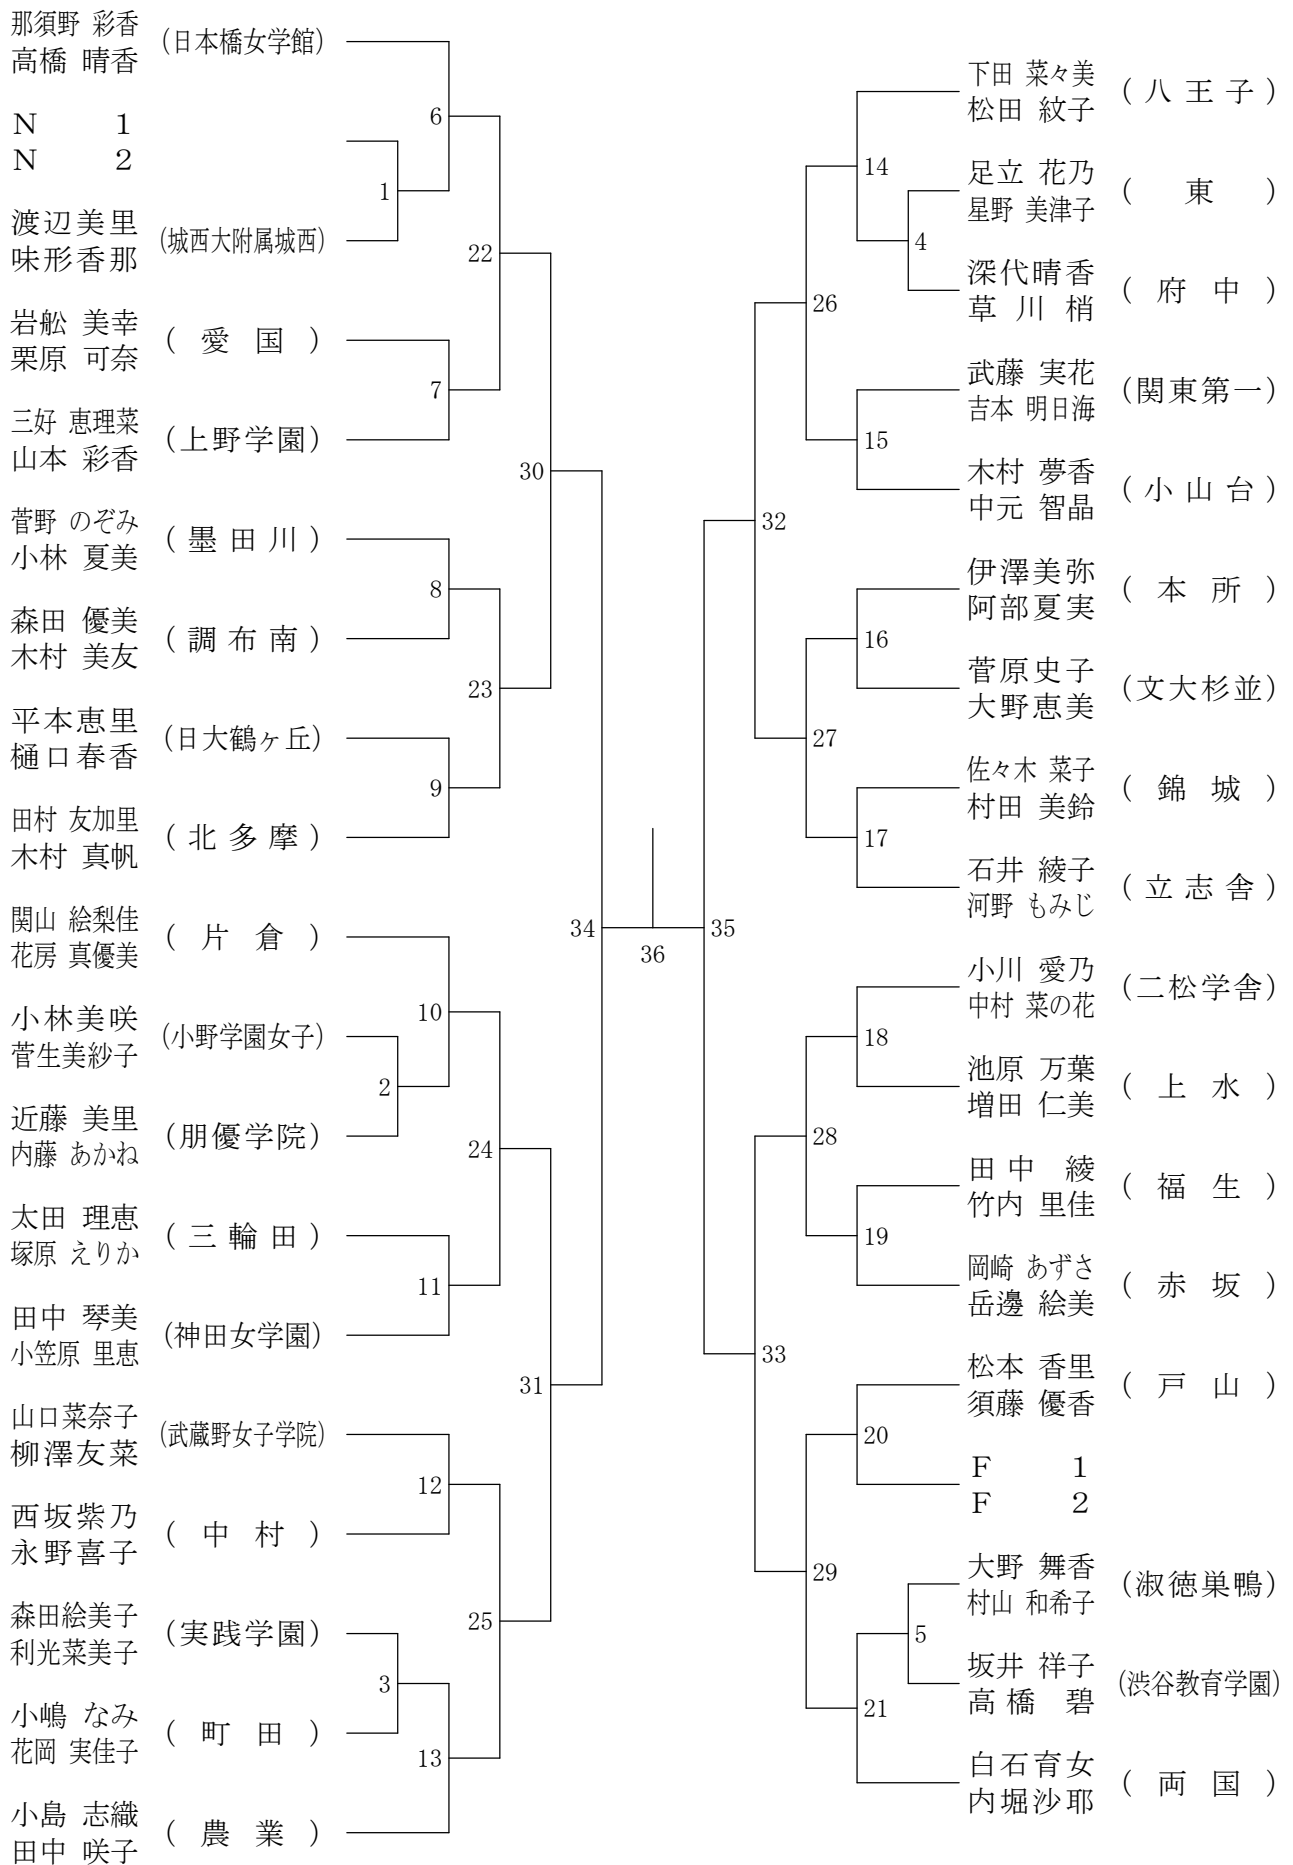 那須野 彩香 (日本橋女学館)
高橋 晴香
N 1
N 2
渡辺美里 (城西大附属城西)
味形香那
岩舩 美幸 (愛国)
栗原 可奈
三好 恵理菜 (上野学園)
山本 彩香
菅野 のぞみ (墨田川)
小林 夏美
森田 優美 (調布南)
木村 美友
平本恵里 (日大鶴ヶ丘)
樋口春香
田村 友加里 (北多摩)
木村 真帆
関山 絵梨佳 (片倉)
花房 真優美
小林美咲 (小野学園女子)
菅生美紗子
近藤 美里 (朋優学院)
内藤 あかね
太田 理恵 (三輪田)
塚原 えりか
田中 琴美 (神田女学園)
小笠原 里恵
山口菜奈子 (武蔵野女子学院)
柳澤友菜
西坂紫乃 (中村)
永野喜子
森田絵美子 (実践学園)
利光菜美子
小嶋 なみ (町田)
花岡 実佳子
小島 志織 (農業)
田中 咲子
1
2
3
6
7
8
9
10
11
12
13
22
23
24
25
30
31
34
36
35
32
33
26
27
28
29
14
15
16
17
18
19
20
21
4
5
下田 菜々美 (八王子)
松田 紋子
足立 花乃 (東)
星野 美津子
深代晴香 (府中)
草川梢
武藤 実花 (関東第一)
吉本 明日海
木村 夢香 (小山台)
中元 智晶
伊澤美弥 (本所)
阿部夏実
菅原史子 (文大杉並)
大野恵美
佐々木 菜子 (錦城)
村田 美鈴
石井 綾子 (立志舎)
河野 もみじ
小川 愛乃 (二松学舎)
中村 菜の花
池原 万葉 (上水)
増田 仁美
田中 綾 (福生)
竹内 里佳
岡崎 あずさ (赤坂)
岳邊 絵美
松本 香里 (戸山)
須藤 優香
F 1
F 2
大野 舞香 (淑徳巣鴨)
村山 和希子
坂井 祥子 (渋谷教育学園)
高橋 碧
白石育女 (両国)
内堀沙耶